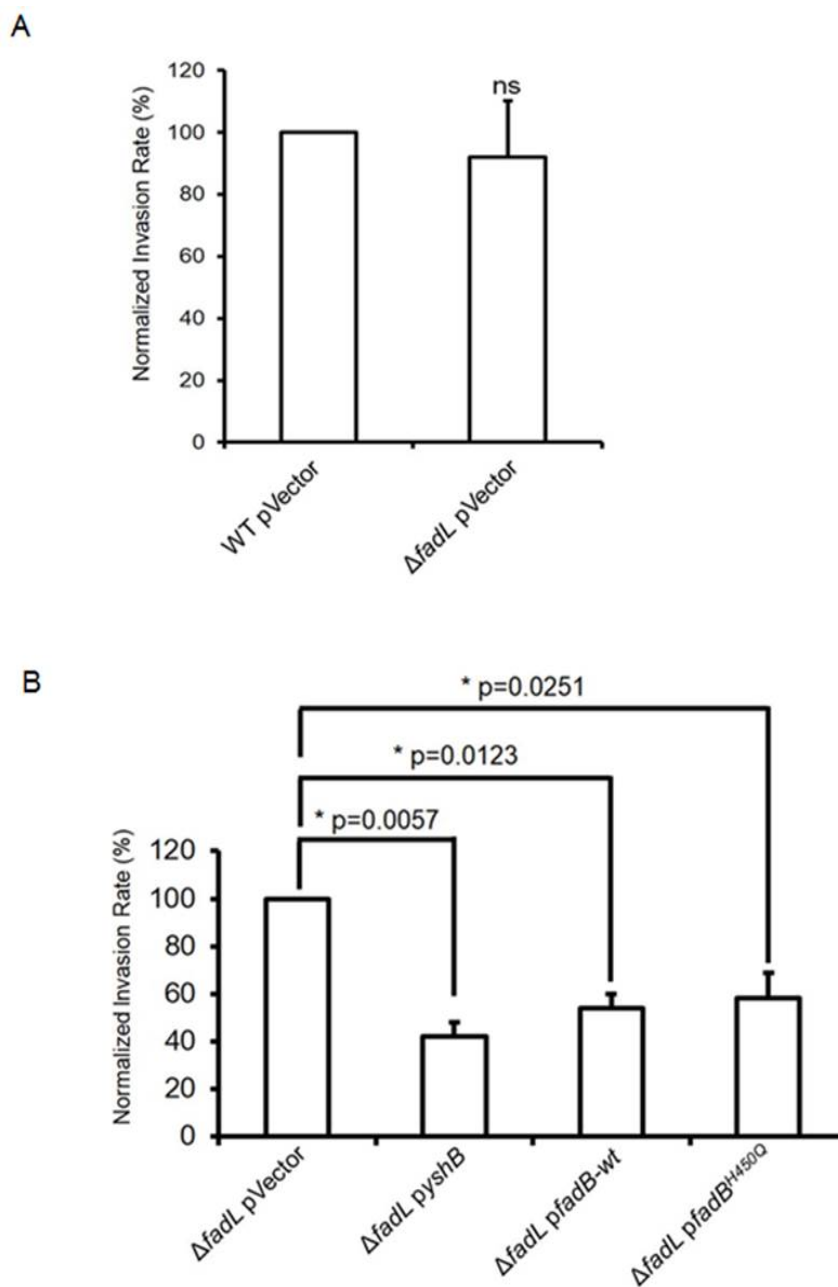 A
Normalized Invasion Rate (%)
120
100
80
60
40
20
0
ns
WT pVector
ΔfadL pVector
B
* p=0.0251
* p=0.0123
* p=0.0057
Normalized Invasion Rate (%)
120
100
80
60
40
20
0
ΔfadL pVector
ΔfadL pyshB
ΔfadL pfadB-wt
ΔfadL pfadB^H450Q